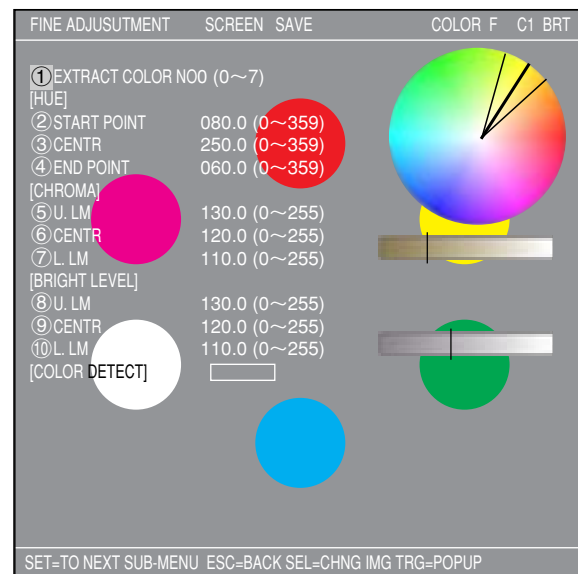 FINE ADJUSUTMENT SCREEN SAVE COLOR F C1 BRT
①EXTRACT COLOR NO0 (0～7)
[HUE]
②START POINT 080.0 (0～359)
③CENTR 250.0 (0～359)
④END POINT 060.0 (0～359)
[CHROMA]
⑤U. LM 130.0 (0～255)
⑥CENTR 120.0 (0～255)
⑦L. LM 110.0 (0～255)
[BRIGHT LEVEL]
⑧U. LM 130.0 (0～255)
⑨CENTR 120.0 (0～255)
⑩L. LM 110.0 (0～255)
[COLOR DETECT]
SET=TO NEXT SUB-MENU ESC=BACK SEL=CHNG IMG TRG=POPUP